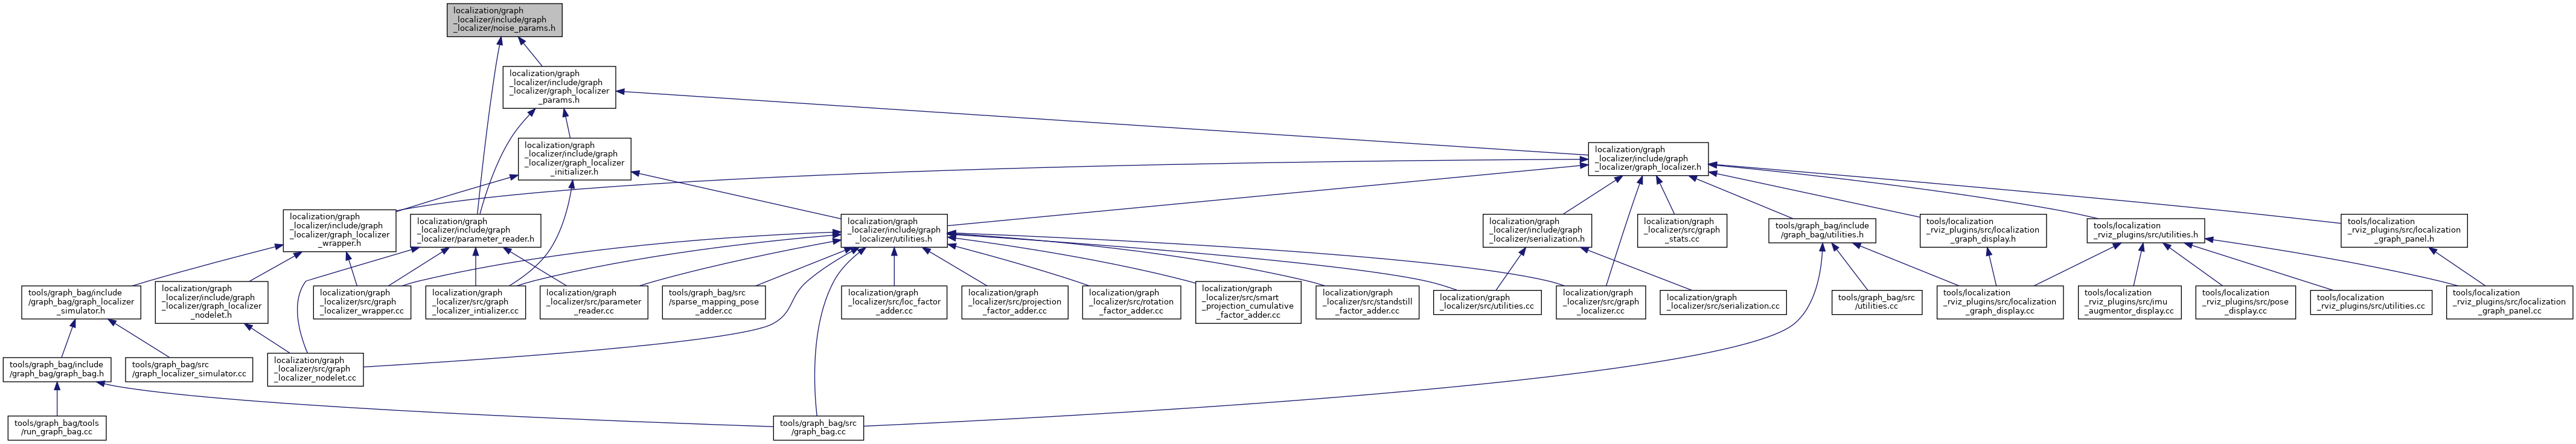 localization/graph
_localizer/include/graph
_localizer/noise_params.h
localization/graph
_localizer/include/graph
_localizer/graph_localizer
_params.h
localization/graph
_localizer/include/graph
_localizer/graph_localizer
_initializer.h
localization/graph
_localizer/include/graph
_localizer/graph_localizer.h
localization/graph
_localizer/include/graph
_localizer/graph_localizer
_wrapper.h
localization/graph
_localizer/include/graph
_localizer/parameter_reader.h
localization/graph
_localizer/include/graph
_localizer/utilities.h
localization/graph
_localizer/include/graph
_localizer/serialization.h
localization/graph
_localizer/src/graph
_stats.cc
tools/graph_bag/include
/graph_bag/utilities.h
tools/localization
_rviz_plugins/src/localization
_graph_display.h
tools/localization
_rviz_plugins/src/utilities.h
tools/localization
_rviz_plugins/src/localization
_graph_panel.h
tools/graph_bag/include
/graph_bag/graph_localizer
_simulator.h
localization/graph
_localizer/include/graph
_localizer/graph_localizer
_nodelet.h
localization/graph
_localizer/src/graph
_localizer_wrapper.cc
localization/graph
_localizer/src/graph
_localizer_intializer.cc
localization/graph
_localizer/src/parameter
_reader.cc
tools/graph_bag/src
/sparse_mapping_pose
_adder.cc
localization/graph
_localizer/src/loc_factor
_adder.cc
localization/graph
_localizer/src/projection
_factor_adder.cc
localization/graph
_localizer/src/rotation
_factor_adder.cc
localization/graph
_localizer/src/smart
_projection_cumulative
_factor_adder.cc
localization/graph
_localizer/src/standstill
_factor_adder.cc
localization/graph
_localizer/src/utilities.cc
localization/graph
_localizer/src/graph
_localizer.cc
localization/graph
_localizer/src/serialization.cc
tools/graph_bag/src
/utilities.cc
tools/localization
_rviz_plugins/src/localization
_graph_display.cc
tools/localization
_rviz_plugins/src/imu
_augmentor_display.cc
tools/localization
_rviz_plugins/src/pose
_display.cc
tools/localization
_rviz_plugins/src/utilities.cc
tools/localization
_rviz_plugins/src/localization
_graph_panel.cc
tools/graph_bag/include
/graph_bag/graph_bag.h
tools/graph_bag/src
/graph_localizer_simulator.cc
localization/graph
_localizer/src/graph
_localizer_nodelet.cc
tools/graph_bag/tools
/run_graph_bag.cc
tools/graph_bag/src
/graph_bag.cc